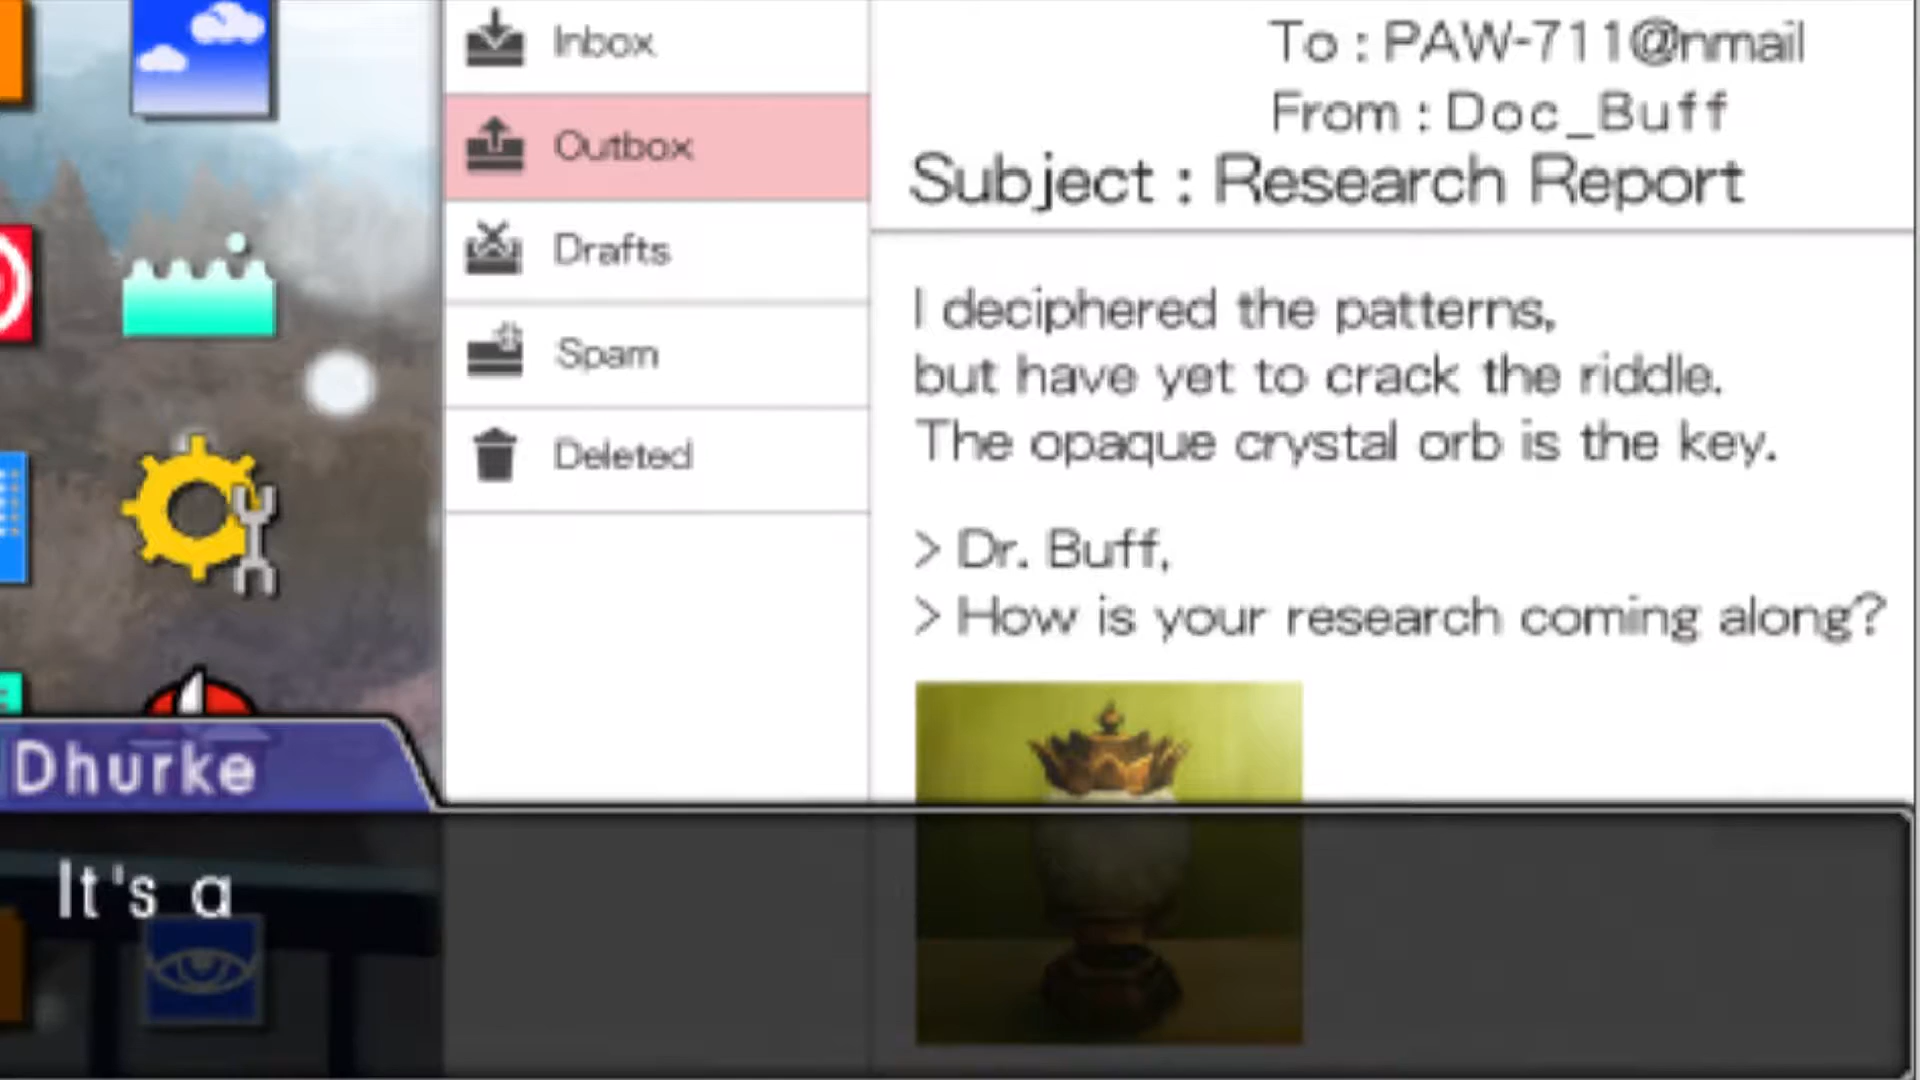 Inbox
Outbox
Drafts
Spam
Deleted
To : PAW-711@nmail
From : Doc_Buff
Subject : Research Report
I deciphered the patterns,
but have yet to crack the riddle.
The opaque crystal orb is the key.
> Dr. Buff,
> How is your research coming along?
Dhurke
It's a